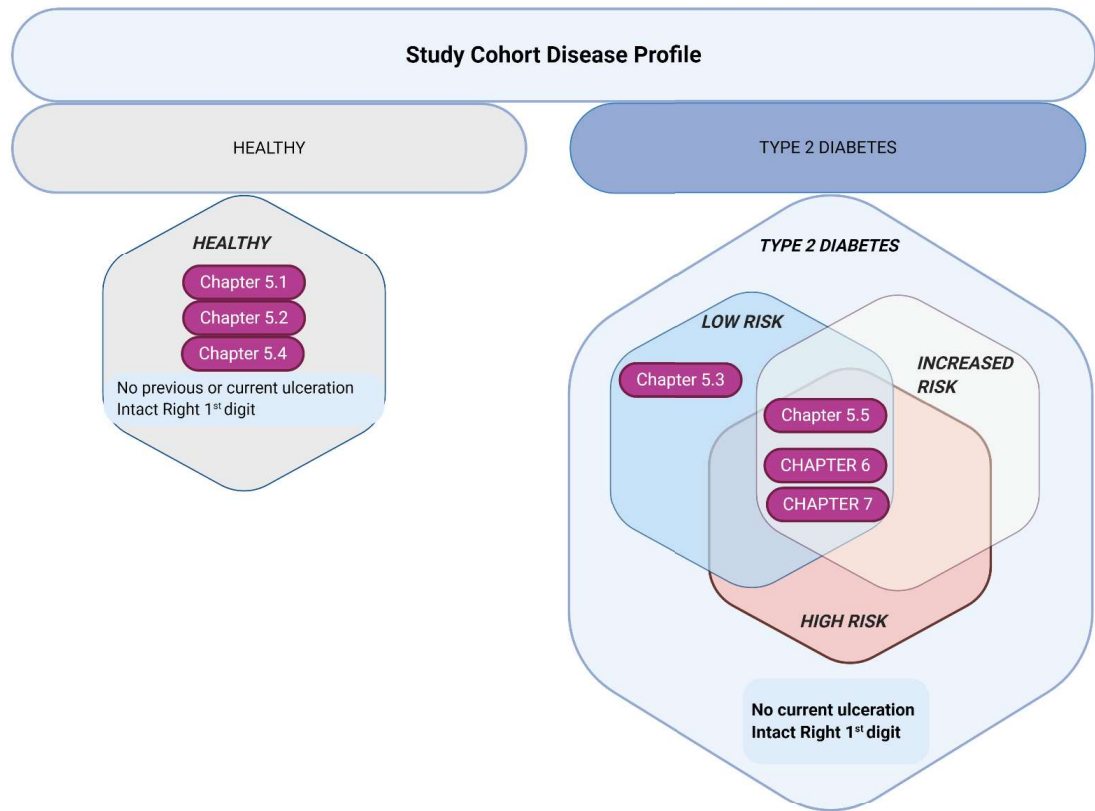 Study Cohort Disease Profile
HEALTHY
TYPE 2 DIABETES
HEALTHY
Chapter 5.1
Chapter 5.2
Chapter 5.4
No previous or current ulceration
Intact Right 1st digit
TYPE 2 DIABETES
LOW RISK
INCREASED
RISK
Chapter 5.3
Chapter 5.5
CHAPTER 6
CHAPTER 7
HIGH RISK
No current ulceration
Intact Right 1st digit